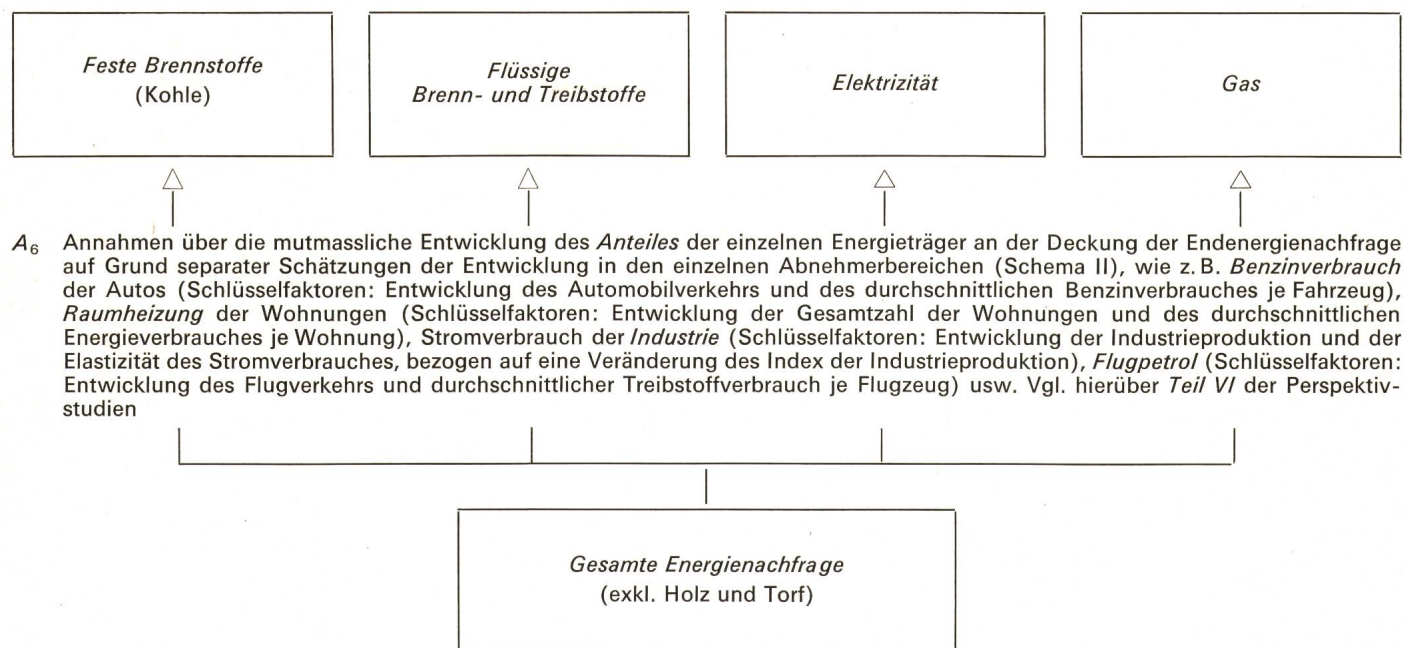 Feste Brennstoffe
(Kohle)
Flüssige
Brenn- und Treibstoffe
Elektrizität
Gas
A6 Annahmen über die mutmassliche Entwicklung des Anteiles der einzelnen Energieträger an der Deckung der Endenergienachfrage
auf Grund separater Schätzungen der Entwicklung in den einzelnen Abnehmerbereichen (Schema II), wie z. B. Benzinverbrauch
der Autos (Schlüsselfaktoren: Entwicklung des Automobilverkehrs und des durchschnittlichen Benzinverbrauches je Fahrzeug),
Raumheizung der Wohnungen (Schlüsselfaktoren: Entwicklung der Gesamtzahl der Wohnungen und des durchschnittlichen
Energieverbrauches je Wohnung), Stromverbrauch der Industrie (Schlüsselfaktoren: Entwicklung der Industrieproduktion und der
Elastizität des Stromverbrauches, bezogen auf eine Veränderung des Index der Industrieproduktion), Flugpetrol (Schlüsselfaktoren:
Entwicklung des Flugverkehrs und durchschnittlicher Treibstoffverbrauch je Flugzeug) usw. Vgl. hierüber Teil VI der Perspektiv-
studien
Gesamte Energienachfrage
(exkl. Holz und Torf)